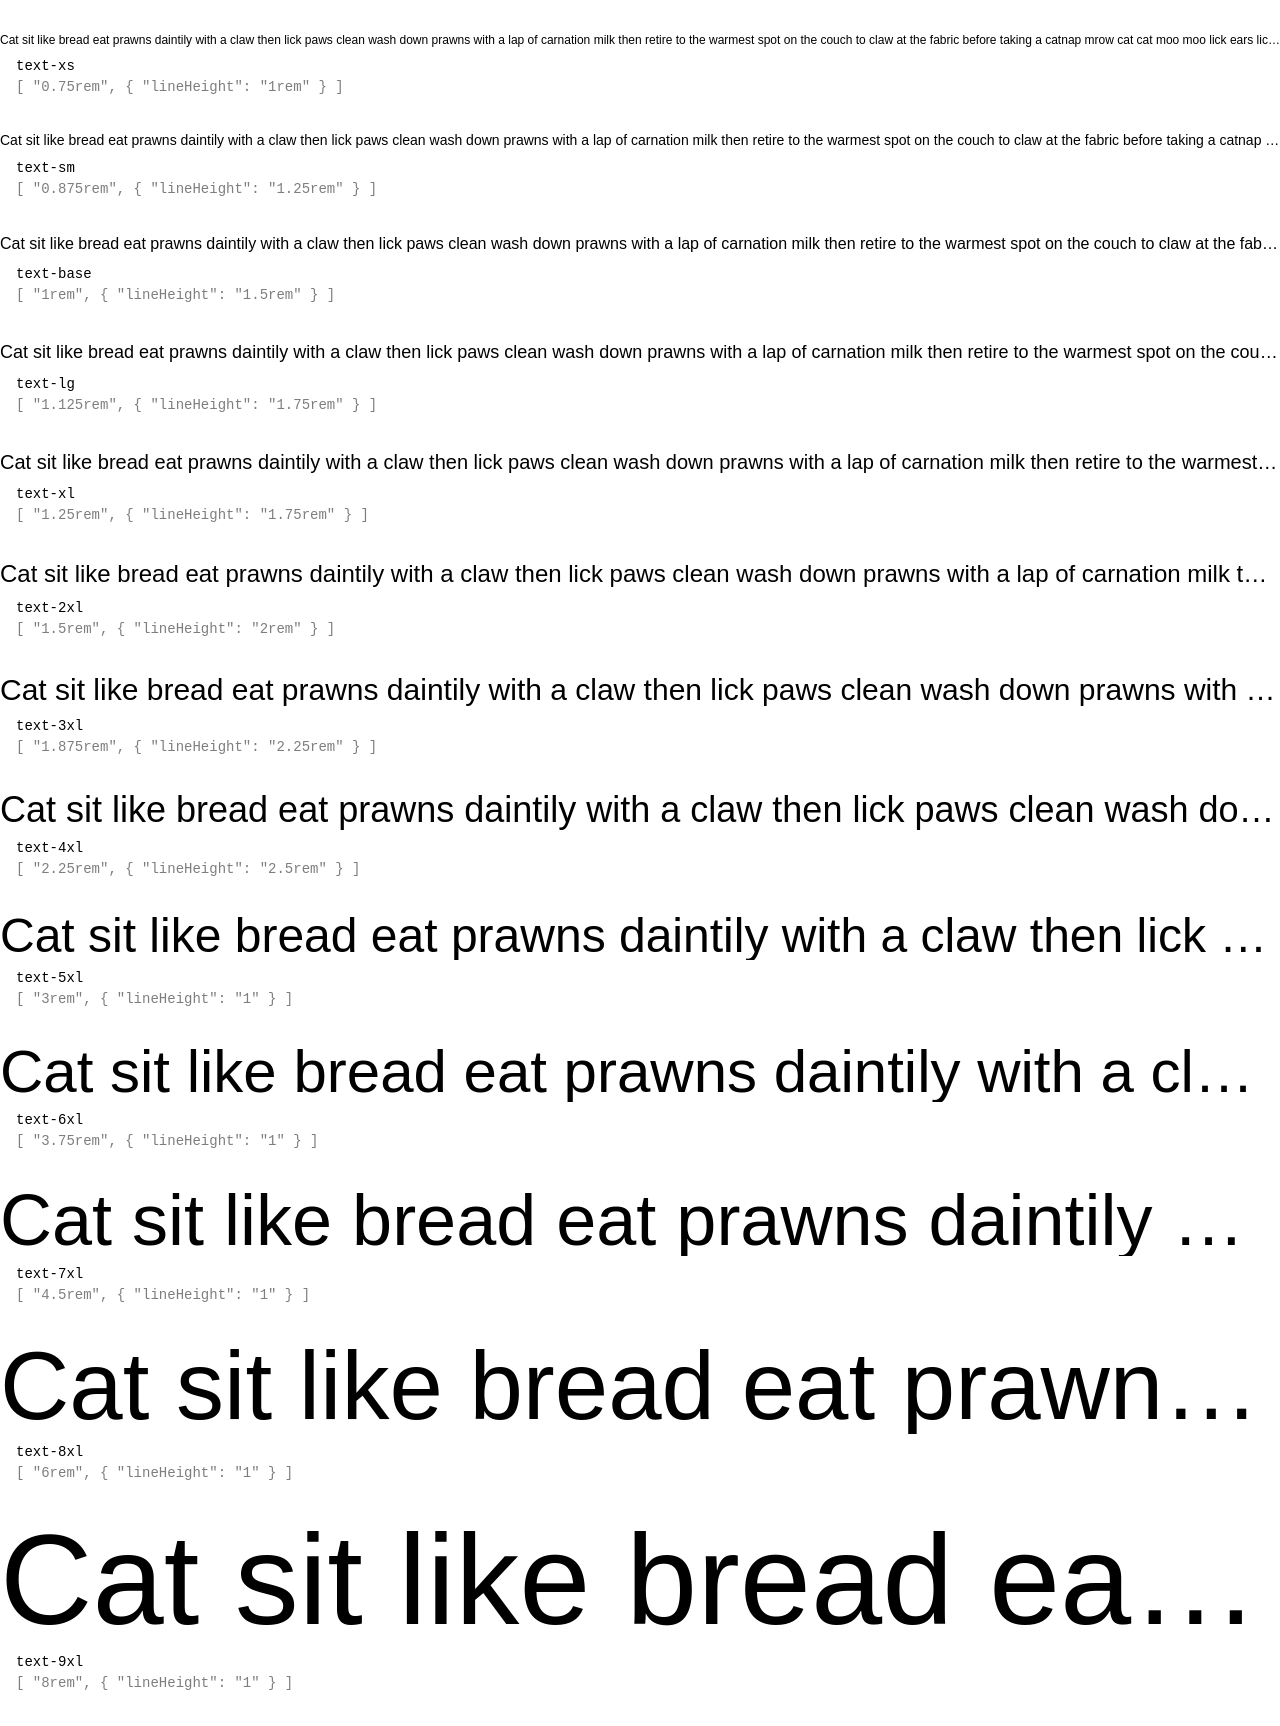 Cat sit like bread eat prawns daintily with a claw then lick paws clean wash down prawns with a lap of carnation milk then retire to the warmest spot on the couch to claw at the fabric before taking a catnap mrow cat cat moo moo lick ears lic…
text-xs
[ "0.75rem", { "lineHeight": "1rem" } ]
Cat sit like bread eat prawns daintily with a claw then lick paws clean wash down prawns with a lap of carnation milk then retire to the warmest spot on the couch to claw at the fabric before taking a catnap …
text-sm
[ "0.875rem", { "lineHeight": "1.25rem" } ]
Cat sit like bread eat prawns daintily with a claw then lick paws clean wash down prawns with a lap of carnation milk then retire to the warmest spot on the couch to claw at the fab…
text-base
[ "1rem", { "lineHeight": "1.5rem" } ]
Cat sit like bread eat prawns daintily with a claw then lick paws clean wash down prawns with a lap of carnation milk then retire to the warmest spot on the cou…
text-lg
[ "1.125rem", { "lineHeight": "1.75rem" } ]
Cat sit like bread eat prawns daintily with a claw then lick paws clean wash down prawns with a lap of carnation milk then retire to the warmest…
text-xl
[ "1.25rem", { "lineHeight": "1.75rem" } ]
Cat sit like bread eat prawns daintily with a claw then lick paws clean wash down prawns with a lap of carnation milk t…
text-2xl
[ "1.5rem", { "lineHeight": "2rem" } ]
Cat sit like bread eat prawns daintily with a claw then lick paws clean wash down prawns with …
text-3xl
[ "1.875rem", { "lineHeight": "2.25rem" } ]
Cat sit like bread eat prawns daintily with a claw then lick paws clean wash do…
text-4xl
[ "2.25rem", { "lineHeight": "2.5rem" } ]
Cat sit like bread eat prawns daintily with a claw then lick …
text-5xl
[ "3rem", { "lineHeight": "1" } ]
Cat sit like bread eat prawns daintily with a cl…
text-6xl
[ "3.75rem", { "lineHeight": "1" } ]
Cat sit like bread eat prawns daintily …
text-7xl
[ "4.5rem", { "lineHeight": "1" } ]
Cat sit like bread eat prawn…
text-8xl
[ "6rem", { "lineHeight": "1" } ]
Cat sit like bread ea…
text-9xl
[ "8rem", { "lineHeight": "1" } ]